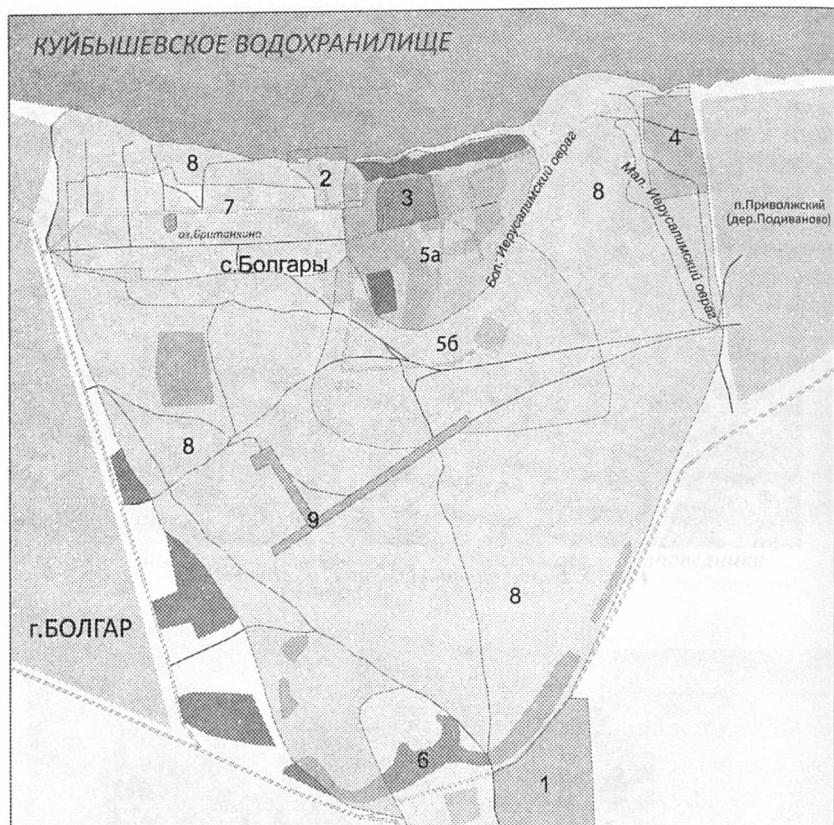 КУЙБЫШЕВСКОЕ ВОДОХРАНИЛИЩЕ
8
2
4
3
7
8
оз.Британкино
5а
с.Болгары
Бол. Иерусалимский овраг
Мал. Иерусалимский овраг
п.Приволжский
(дер.Подиваново)
5б
8
9
8
г.БОЛГАР
6
1